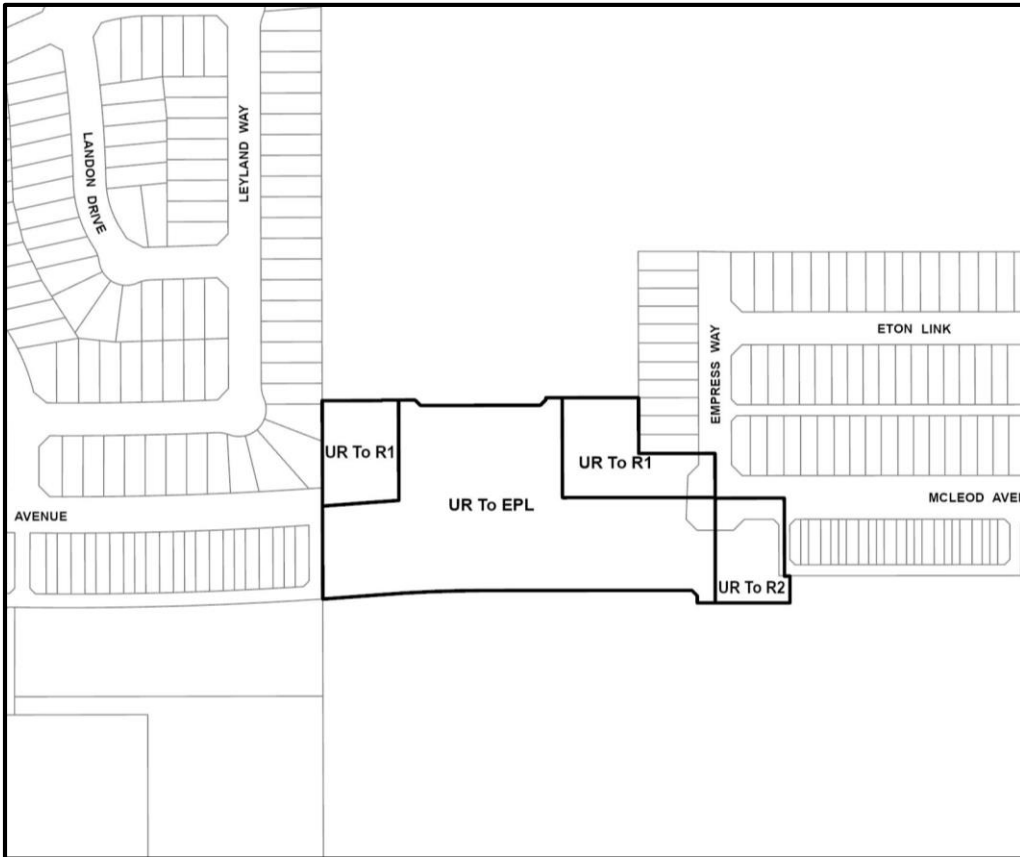 LANDON DRIVE
LEYLAND WAY
EMPRESS WAY
ETON LINK
UR To R1
UR To R1
UR To EPL
MCLEOD AVEN
AVENUE
UR To R2